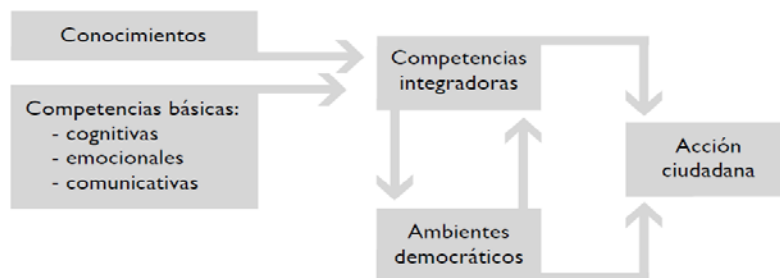 Conocimientos
Competencias básicas:
- cognitivas
- emocionales
- comunicativas
Competencias
integradoras
Ambientes
democráticos
Acción
ciudadana